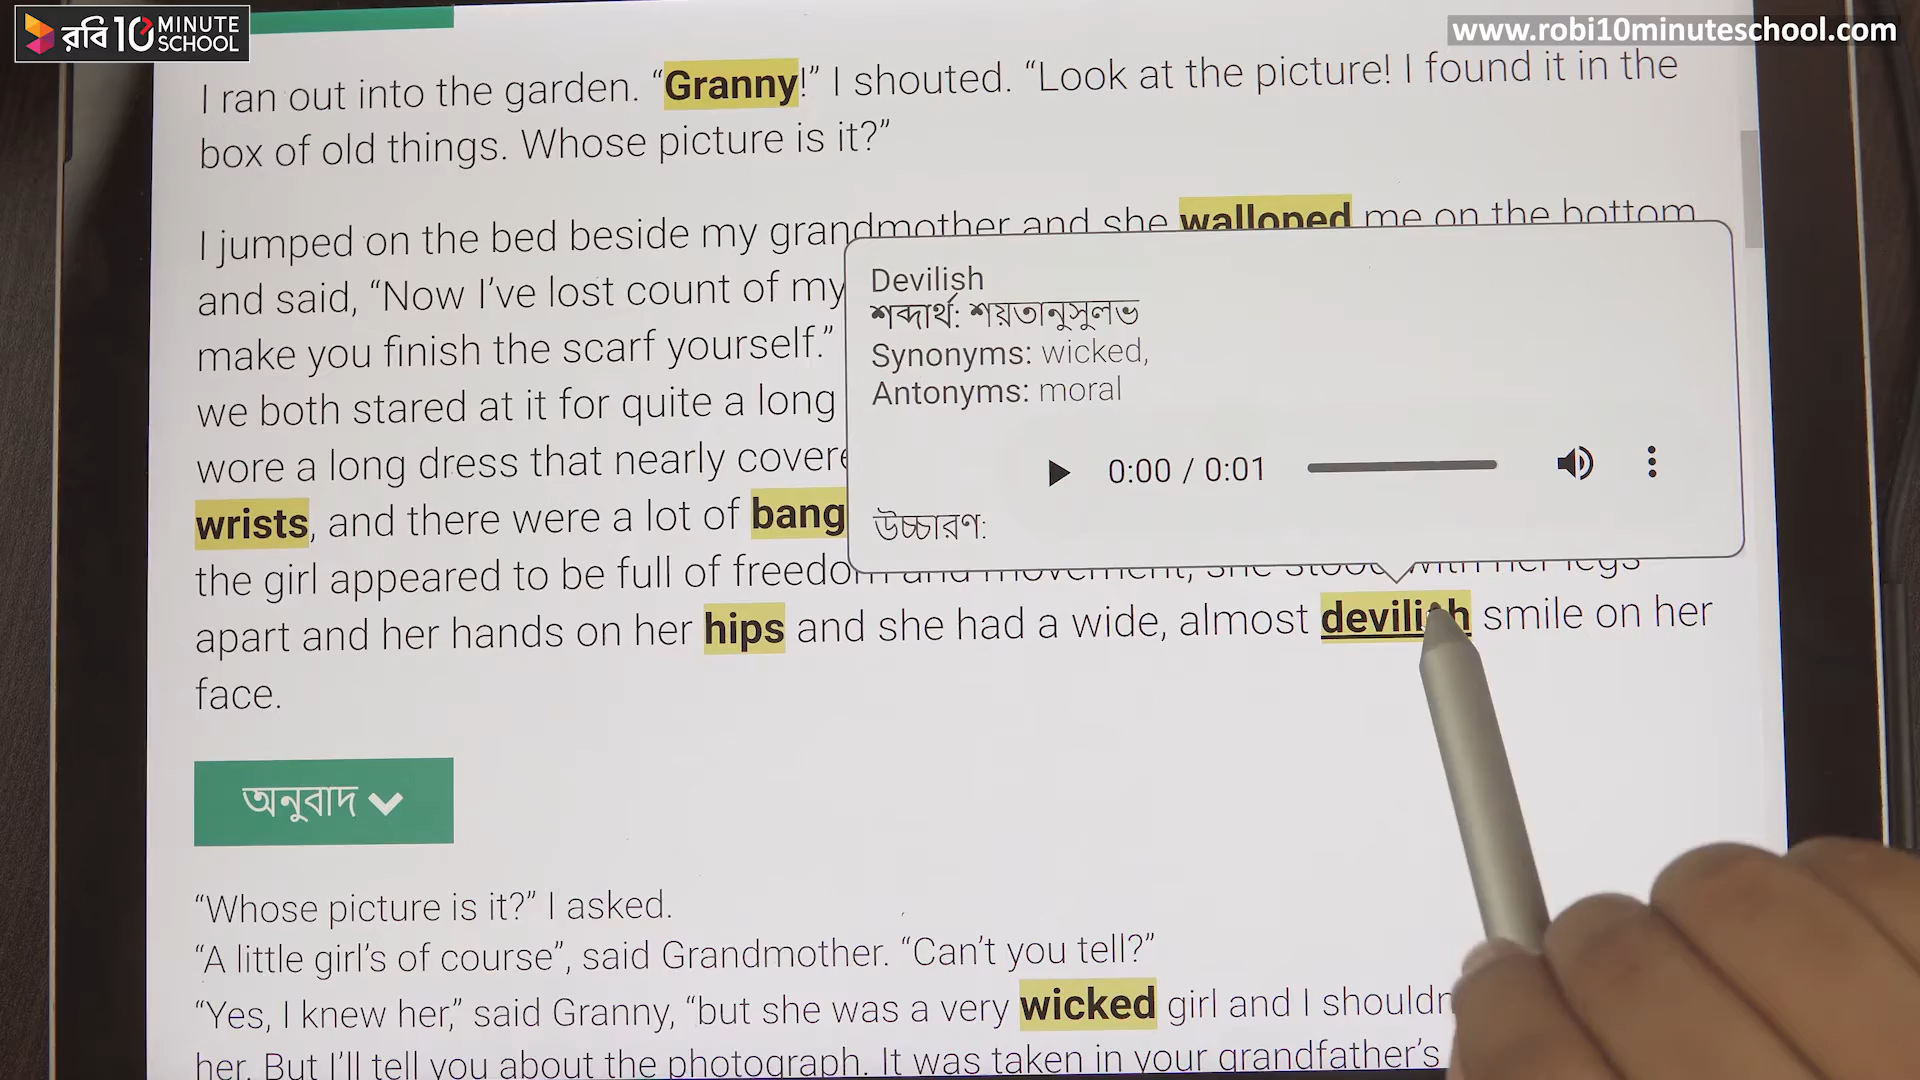 রবি 10 MINUTE SCHOOL
www.robi10minuteschool.com
I ran out into the garden. “Granny!” I shouted. “Look at the picture! I found it in the
box of old things. Whose picture is it?”
I jumped on the bed beside my grandmother and she walloped me on the bottom
and said, “Now I’ve lost count of my
make you finish the scarf yourself.”
we both stared at it for quite a long
wore a long dress that nearly covere
wrists, and there were a lot of bang
the girl appeared to be full of freedom and movement; she stood with her legs
apart and her hands on her hips and she had a wide, almost devilish smile on her
face.
Devilish
শব্দার্থ: শয়তানুসুলভ
Synonyms: wicked,
Antonyms: moral
0:00 / 0:01
উচ্চারণ:
অনুবাদ
“Whose picture is it?” I asked.
“A little girl’s of course”, said Grandmother. “Can’t you tell?”
“Yes, I knew her,” said Granny, “but she was a very wicked girl and I shouldn
her. But I’ll tell you about the photograph. It was taken in your grandfather’s